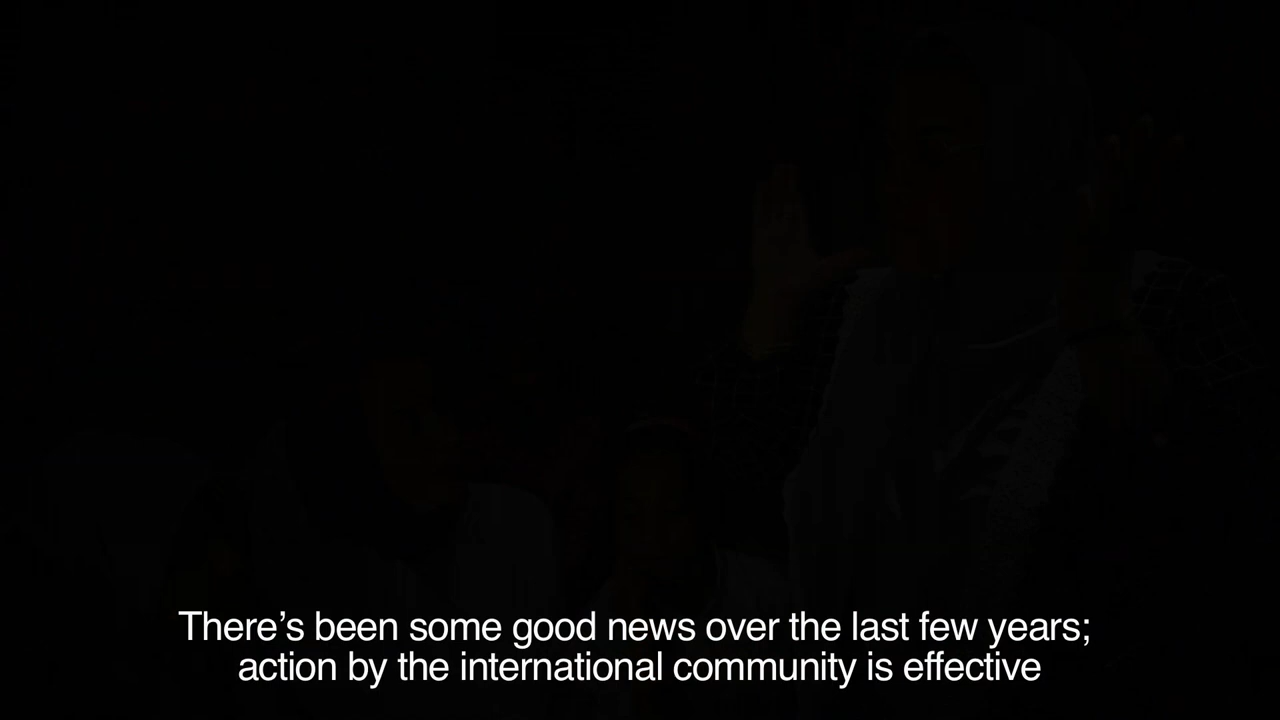 There’s been some good news over the last few years;
action by the international community is effective